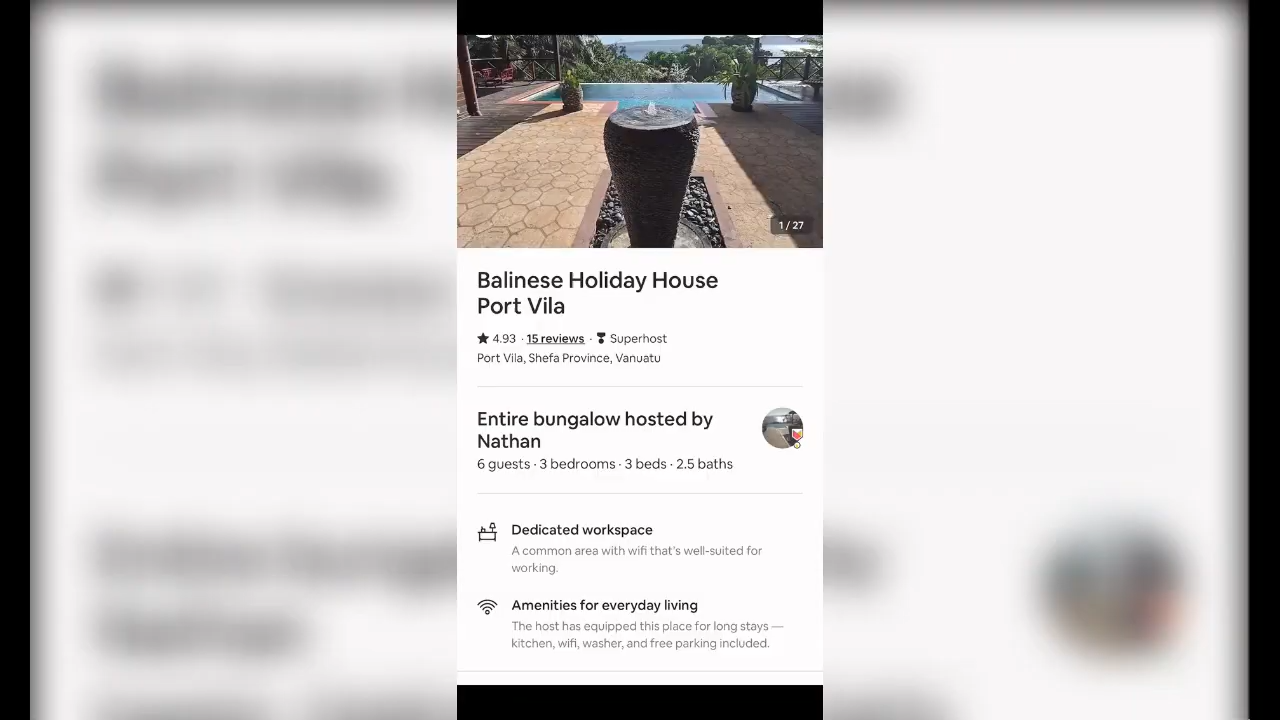 1 / 27
Balinese Holiday House
Port Vila
4.93 · 15 reviews · Superhost
Port Vila, Shefa Province, Vanuatu
Entire bungalow hosted by
Nathan
6 guests · 3 bedrooms · 3 beds · 2.5 baths
Dedicated workspace
A common area with wifi that's well-suited for
working.
Amenities for everyday living
The host has equipped this place for long stays —
kitchen, wifi, washer, and free parking included.